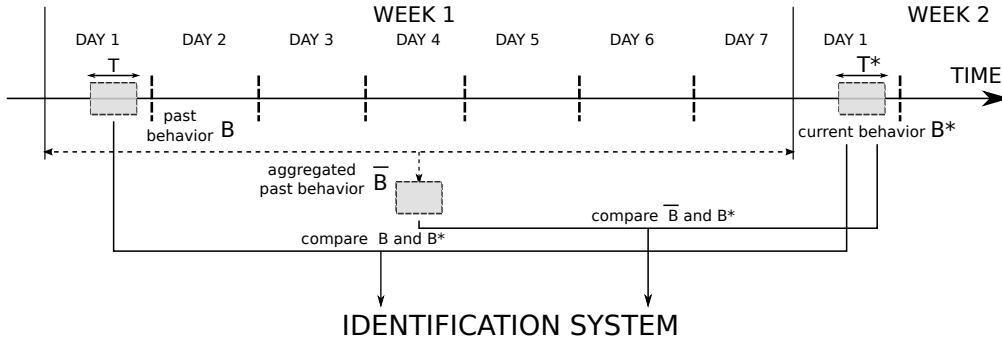 WEEK 1
WEEK 2
DAY 1
DAY 2
DAY 3
DAY 4
DAY 5
DAY 6
DAY 7
DAY 1
T
T*
TIME
past
behavior B
current behavior B*
aggregated
past behavior B̅
compare B̅ and B*
compare B and B*
IDENTIFICATION SYSTEM